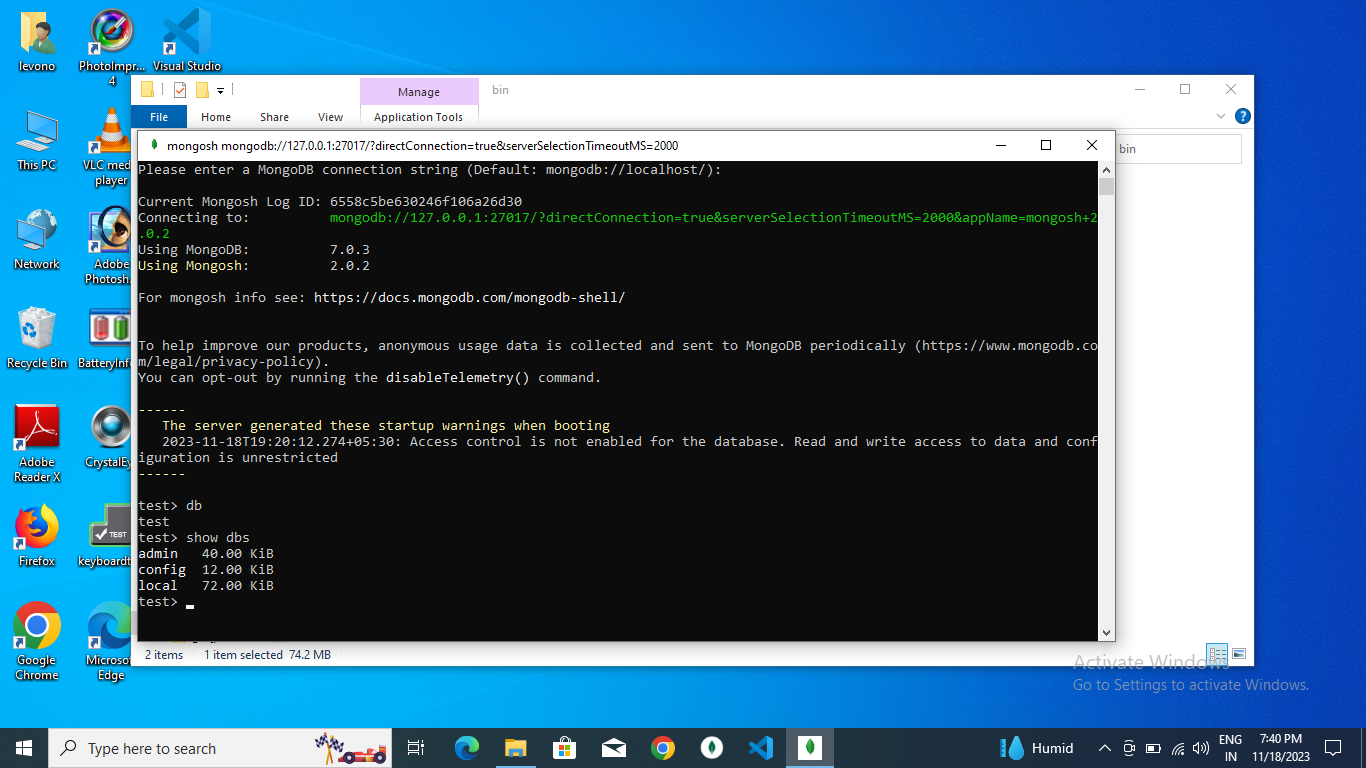 levono
PhotoImpr...
4
Visual Studio
This PC
VLC med
player
Network
Adobe
Photosh.
Recycle Bin
BatteryInfo
Adobe
Reader X
CrystalEy
Firefox
TEST
keyboardt
Google
Chrome
Microsof
Edge
Manage
bin
File
Home
Share
View
Application Tools
?
bin
mongosh mongodb://127.0.0.1:27017/?directConnection=true&serverSelectionTimeoutMS=2000
Please enter a MongoDB connection string (Default: mongodb://localhost/):
Current Mongosh Log ID: 6558c5be630246f106a26d30
Connecting to: mongodb://127.0.0.1:27017/?directConnection=true&serverSelectionTimeoutMS=2000&appName=mongosh+2
.0.2
Using MongoDB: 7.0.3
Using Mongosh: 2.0.2
For mongosh info see: https://docs.mongodb.com/mongodb-shell/
To help improve our products, anonymous usage data is collected and sent to MongoDB periodically (https://www.mongodb.co
m/legal/privacy-policy).
You can opt-out by running the disableTelemetry() command.
------
The server generated these startup warnings when booting
2023-11-18T19:20:12.274+05:30: Access control is not enabled for the database. Read and write access to data and conf
iguration is unrestricted
------
test> db
test
test> show dbs
admin 40.00 KiB
config 12.00 KiB
local 72.00 KiB
test>
2 items 1 item selected 74.2 MB
Activate Windows
Go to Settings to activate Windows.
Type here to search
Humid
ENG
IN
7:40 PM
11/18/2023